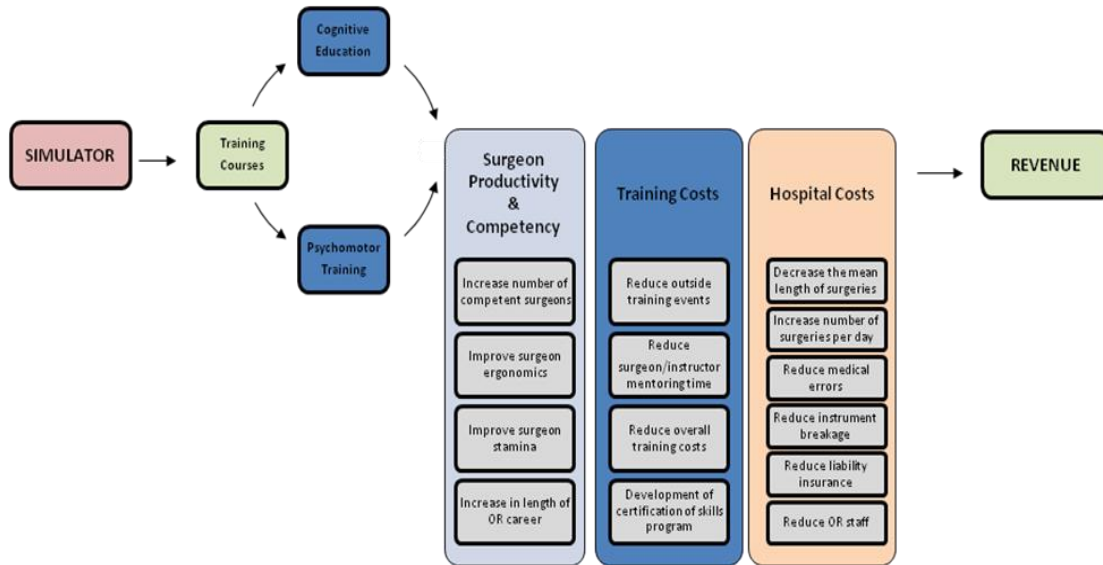 Cognitive
Education
SIMULATOR
Training
Courses
Psychomotor
Training
Surgeon
Productivity
&
Competency
Increase number of
competent surgeons
Improve surgeon
ergonomics
Improve surgeon
stamina
Increase in length of
OR career
Training Costs
Reduce outside
training events
Reduce
surgeon/instructor
mentoring time
Reduce overall
training costs
Development of
certification of skills
program
Hospital Costs
Decrease the mean
length of surgeries
Increase number of
surgeries per day
Reduce medical
errors
Reduce instrument
breakage
Reduce liability
insurance
Reduce OR staff
REVENUE